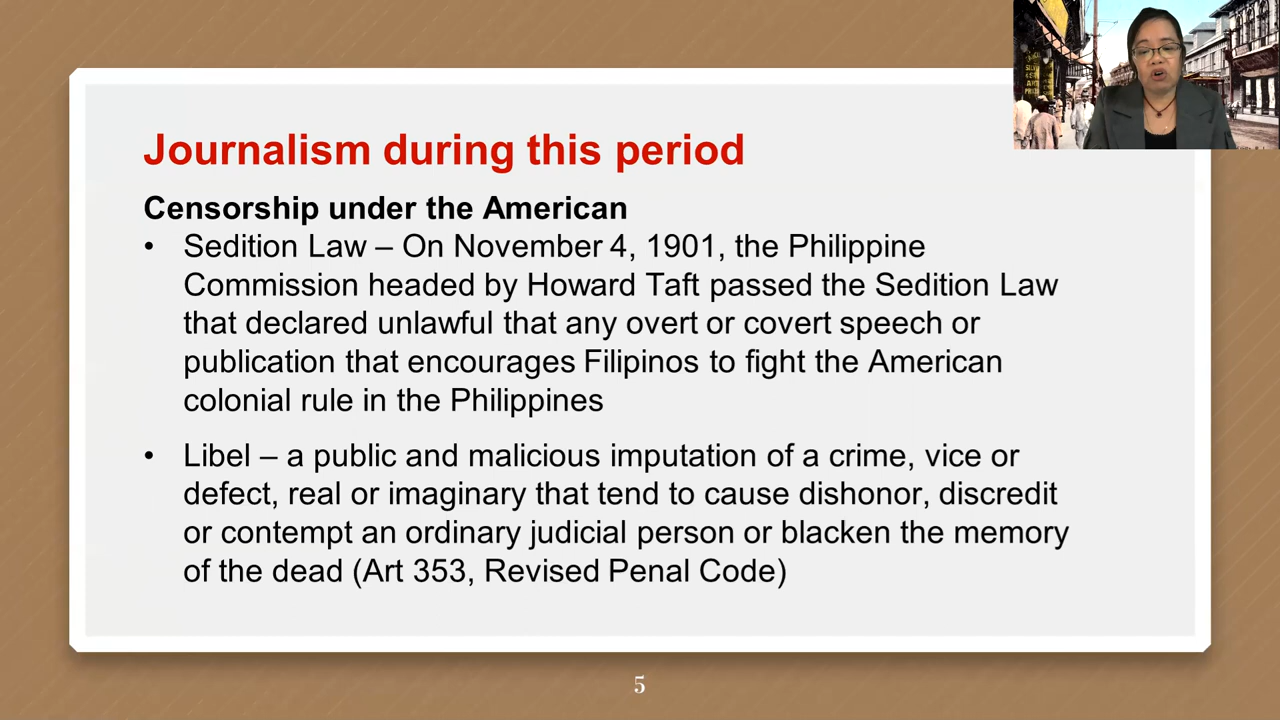 Journalism during this period
Censorship under the American
• Sedition Law – On November 4, 1901, the Philippine
Commission headed by Howard Taft passed the Sedition Law
that declared unlawful that any overt or covert speech or
publication that encourages Filipinos to fight the American
colonial rule in the Philippines
• Libel – a public and malicious imputation of a crime, vice or
defect, real or imaginary that tend to cause dishonor, discredit
or contempt an ordinary judicial person or blacken the memory
of the dead (Art 353, Revised Penal Code)
5